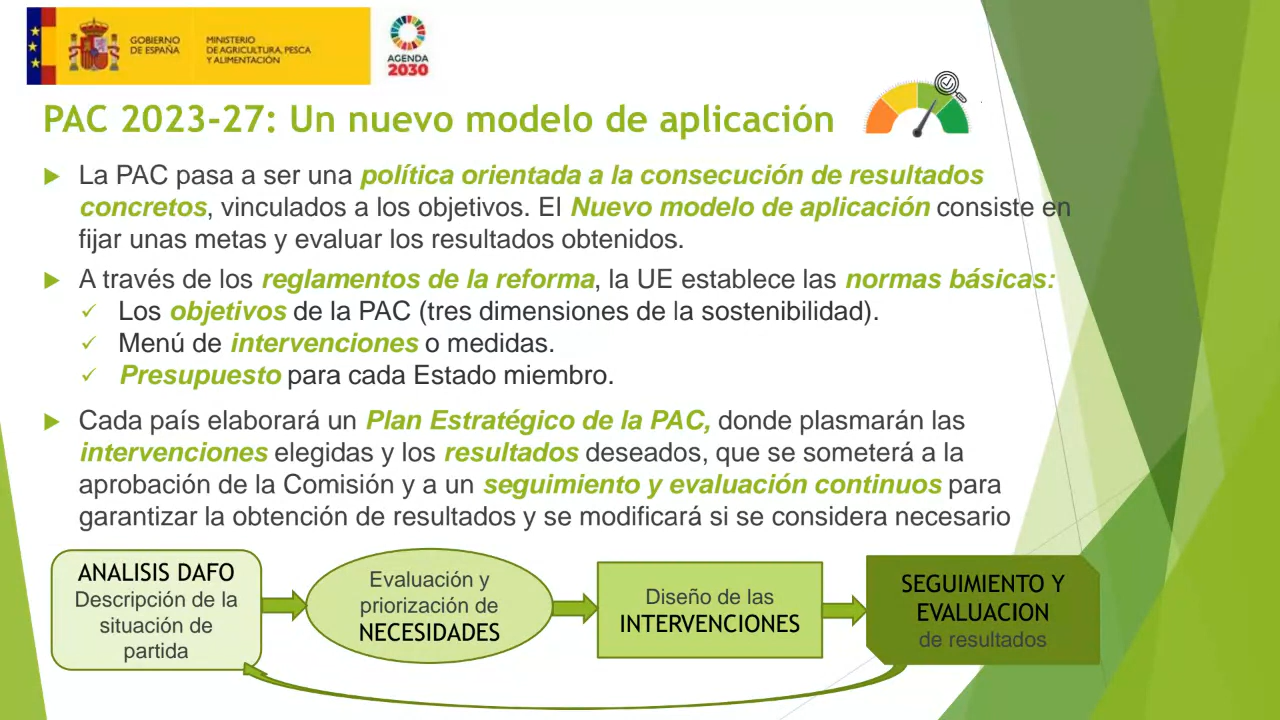 GOBIERNO
DE ESPAÑA
MINISTERIO
DE AGRICULTURA, PESCA
Y ALIMENTACIÓN
AGENDA
2030
PAC 2023-27: Un nuevo modelo de aplicación
La PAC pasa a ser una política orientada a la consecución de resultados
concretos, vinculados a los objetivos. El Nuevo modelo de aplicación consiste en
fijar unas metas y evaluar los resultados obtenidos.
A través de los reglamentos de la reforma, la UE establece las normas básicas:
✓ Los objetivos de la PAC (tres dimensiones de la sostenibilidad).
✓ Menú de intervenciones o medidas.
✓ Presupuesto para cada Estado miembro.
Cada país elaborará un Plan Estratégico de la PAC, donde plasmarán las
intervenciones elegidas y los resultados deseados, que se someterá a la
aprobación de la Comisión y a un seguimiento y evaluación continuos para
garantizar la obtención de resultados y se modificará si se considera necesario
ANALISIS DAFO
Descripción de la
situación de
partida
Evaluación y
priorización de
NECESIDADES
Diseño de las
INTERVENCIONES
SEGUIMIENTO Y
EVALUACION
de resultados